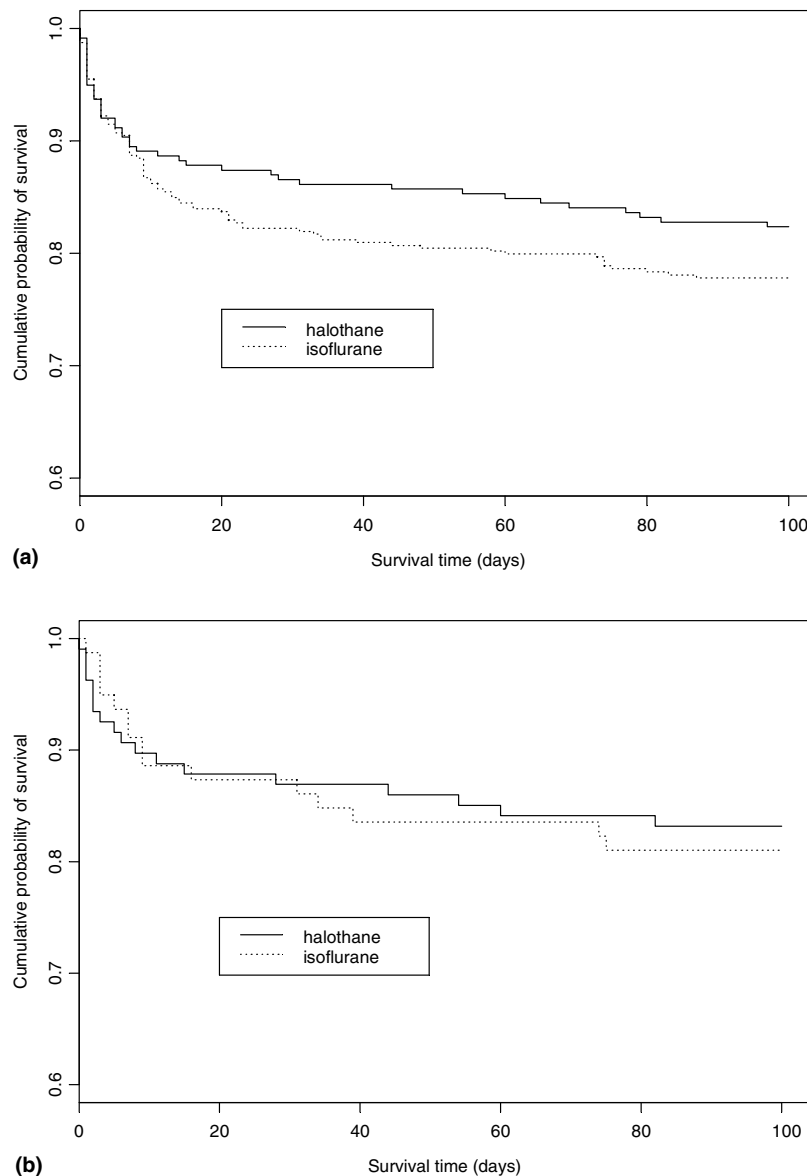 Cumulative probability of survival
1.0
0.9
0.8
0.7
0.6
halothane
isoflurane
0 20 40 60 80 100
Survival time (days)
(a)
Cumulative probability of survival
1.0
0.9
0.8
0.7
0.6
halothane
isoflurane
0 20 40 60 80 100
Survival time (days)
(b)